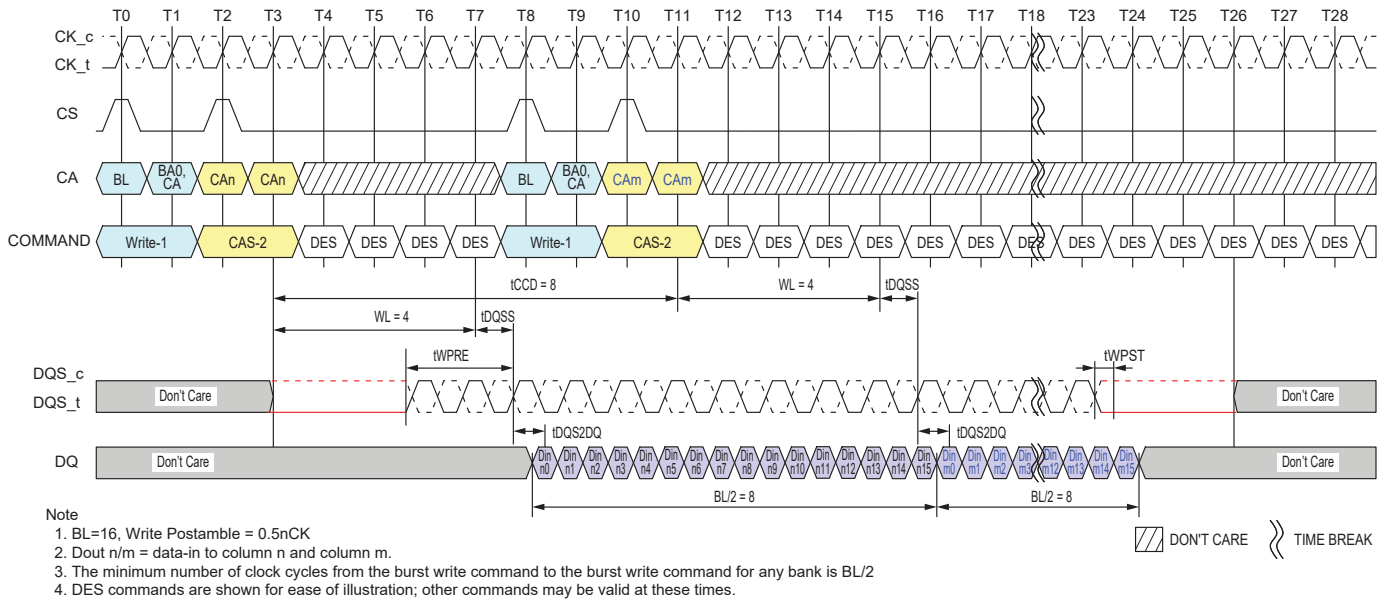 T0 T1 T2 T3 T4 T5 T6 T7 T8 T9 T10 T11 T12 T13 T14 T15 T16 T17 T18 T23 T24 T25 T26 T27 T28
CK_c
CK_t
CS
CA BL BA0, CA CAn CAn BL BA0, CA CAm CAm
COMMAND Write-1 CAS-2 DES DES DES DES Write-1 CAS-2 DES DES DES DES DES DES DES DES DES DES DES DES DES
tCCD = 8 WL = 4 tDQSS
WL = 4 tDQSS
tWPRE tWPST
DQS_c
DQS_t Don't Care Don't Care
tDQS2DQ tDQS2DQ
DQ Don't Care Din n0 Din n1 Din n2 Din n3 Din n4 Din n5 Din n6 Din n7 Din n8 Din n9 Din n10 Din n11 Din n12 Din n13 Din n14 Din n15 Din m0 Din m1 Din m2 Din m3 Din m12 Din m13 Din m14 Din m15 Don't Care
BL/2 = 8 BL/2 = 8
Note
1. BL=16, Write Postamble = 0.5nCK
2. Dout n/m = data-in to column n and column m.
3. The minimum number of clock cycles from the burst write command to the burst write command for any bank is BL/2
4. DES commands are shown for ease of illustration; other commands may be valid at these times.
DON'T CARE TIME BREAK